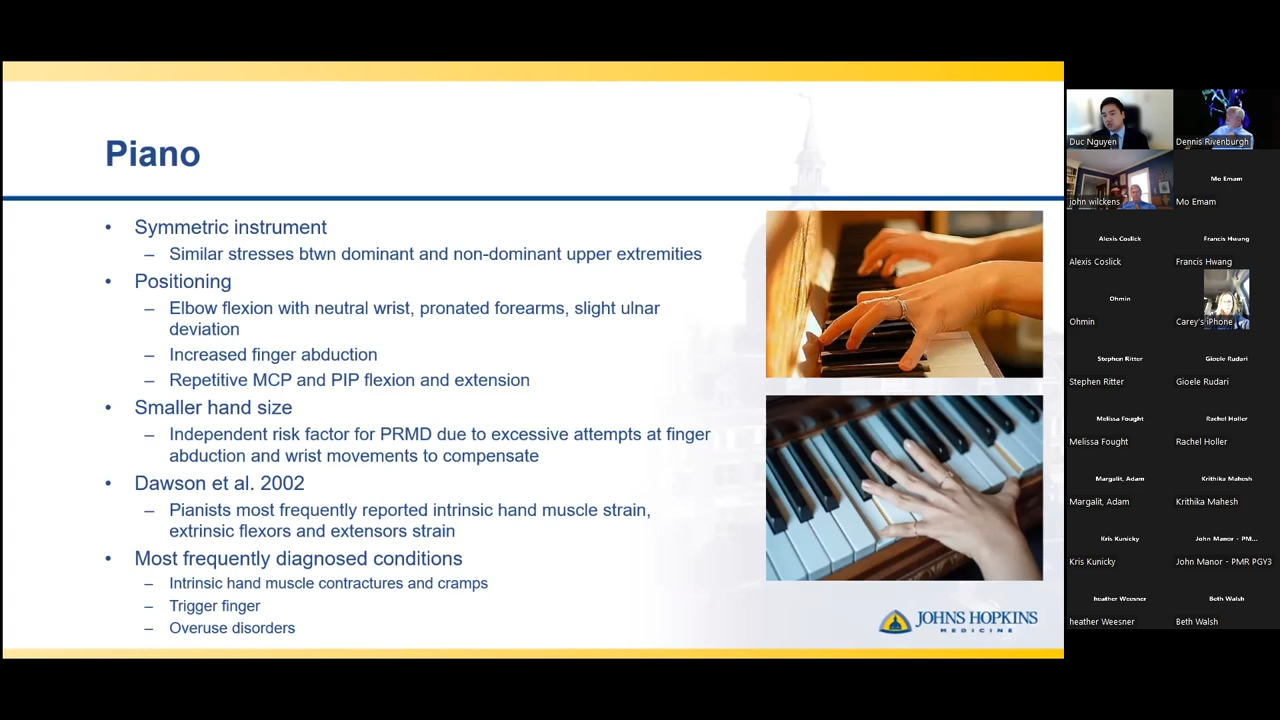 Piano
• Symmetric instrument
– Similar stresses btwn dominant and non-dominant upper extremities
• Positioning
– Elbow flexion with neutral wrist, pronated forearms, slight ulnar
deviation
– Increased finger abduction
– Repetitive MCP and PIP flexion and extension
• Smaller hand size
– Independent risk factor for PRMD due to excessive attempts at finger
abduction and wrist movements to compensate
• Dawson et al. 2002
– Pianists most frequently reported intrinsic hand muscle strain,
extrinsic flexors and extensors strain
• Most frequently diagnosed conditions
– Intrinsic hand muscle contractures and cramps
– Trigger finger
– Overuse disorders
JOHNS HOPKINS
MEDICINE
Duc Nguyen
Dennis Rivenburgh
john wilckens
Mo Emam
Mo Emam
Alexis Coslick
Alexis Coslick
Francis Hwang
Francis Hwang
Ohmin
Ohmin
Carey's iPhone
Stephen Ritter
Stephen Ritter
Gioele Rudari
Gioele Rudari
Melissa Fought
Melissa Fought
Rachel Holler
Rachel Holler
Margalit, Adam
Margalit, Adam
Krithika Mahesh
Krithika Mahesh
Kris Kunicky
Kris Kunicky
John Manor - PM...
John Manor - PMR PGY3
heather Weesner
heather Weesner
Beth Walsh
Beth Walsh